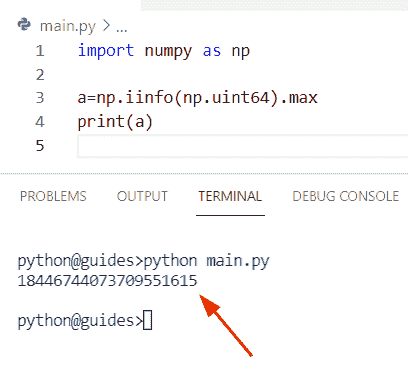 main.py > ...
1 import numpy as np
2
3 a=np.iinfo(np.uint64).max
4 print(a)
5
PROBLEMS OUTPUT TERMINAL DEBUG CONSOLE
python@guides>python main.py
18446744073709551615
python@guides>